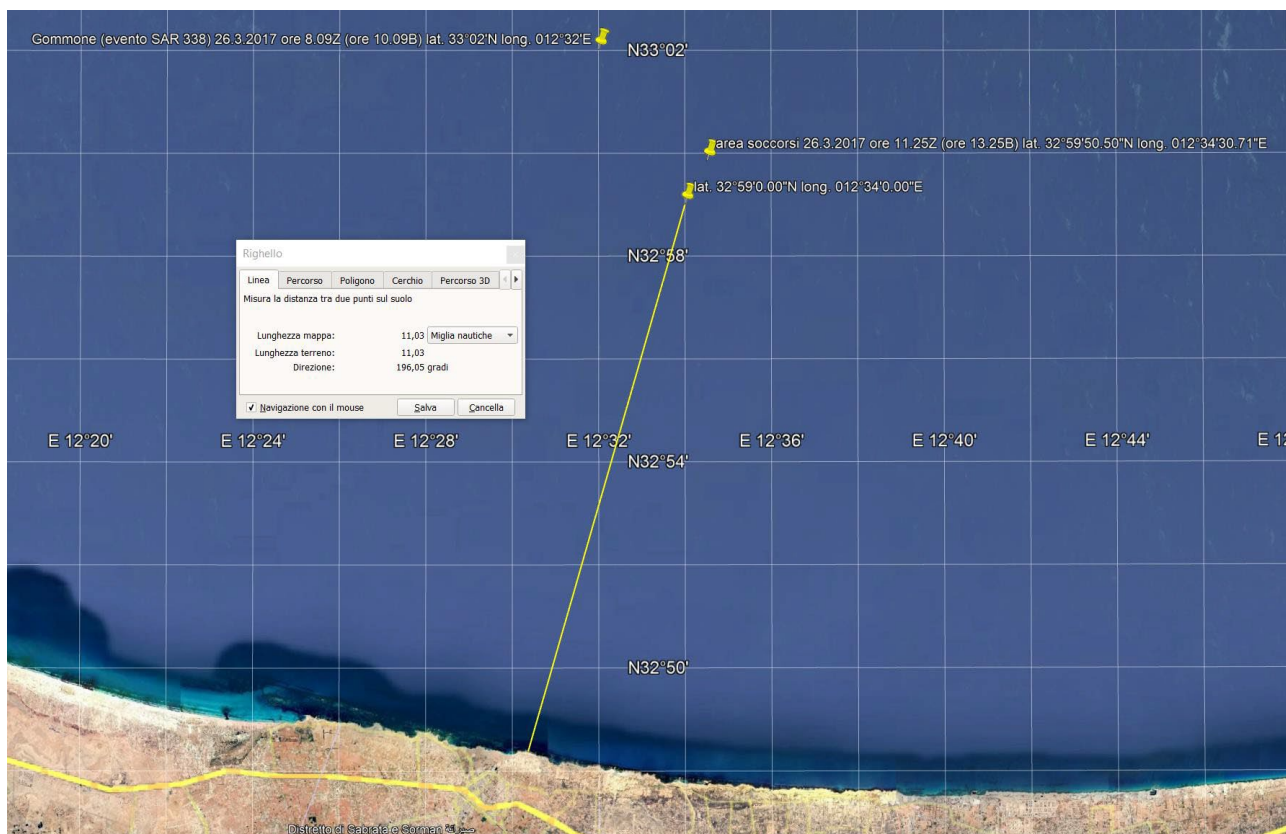 Gommone (evento SAR 338) 26.3.2017 ore 8.09Z (ore 10.09B) lat. 33°02'N long. 012°32'E
N33°02'
area soccorsi 26.3.2017 ore 11.25Z (ore 13.25B) lat. 32°59'50.50"N long. 012°34'30.71"E
lat. 32°59'0.00"N long. 012°34'0.00"E
N32°58'
Righello
Linea Percorso Poligono Cerchio Percorso 3D
Misura la distanza tra due punti sul suolo
Lunghezza mappa: 11,03 Miglia nautiche
Lunghezza terreno: 11,03
Direzione: 196,05 gradi
Navigazione con il mouse Salva Cancella
E 12°20' E 12°24' E 12°28' E 12°32' E 12°36' E 12°40' E 12°44' E 12
N32°54'
N32°50'
Distretto di Sabrata e Sorman